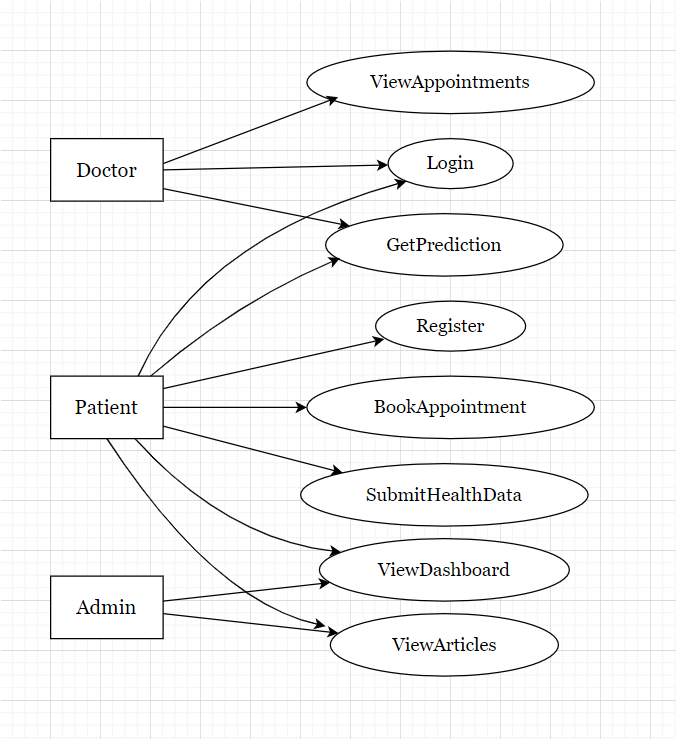 ViewAppointments
Doctor
Login
GetPrediction
Register
Patient
BookAppointment
SubmitHealthData
ViewDashboard
Admin
ViewArticles